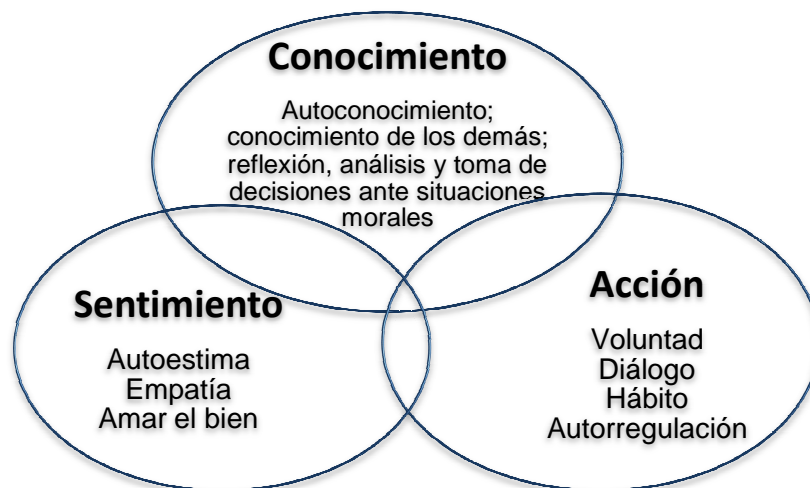 Conocimiento
Autoconocimiento;
conocimiento de los demás;
reflexión, análisis y toma de
decisiones ante situaciones
morales
Sentimiento
Autoestima
Empatía
Amar el bien
Acción
Voluntad
Diálogo
Hábito
Autorregulación